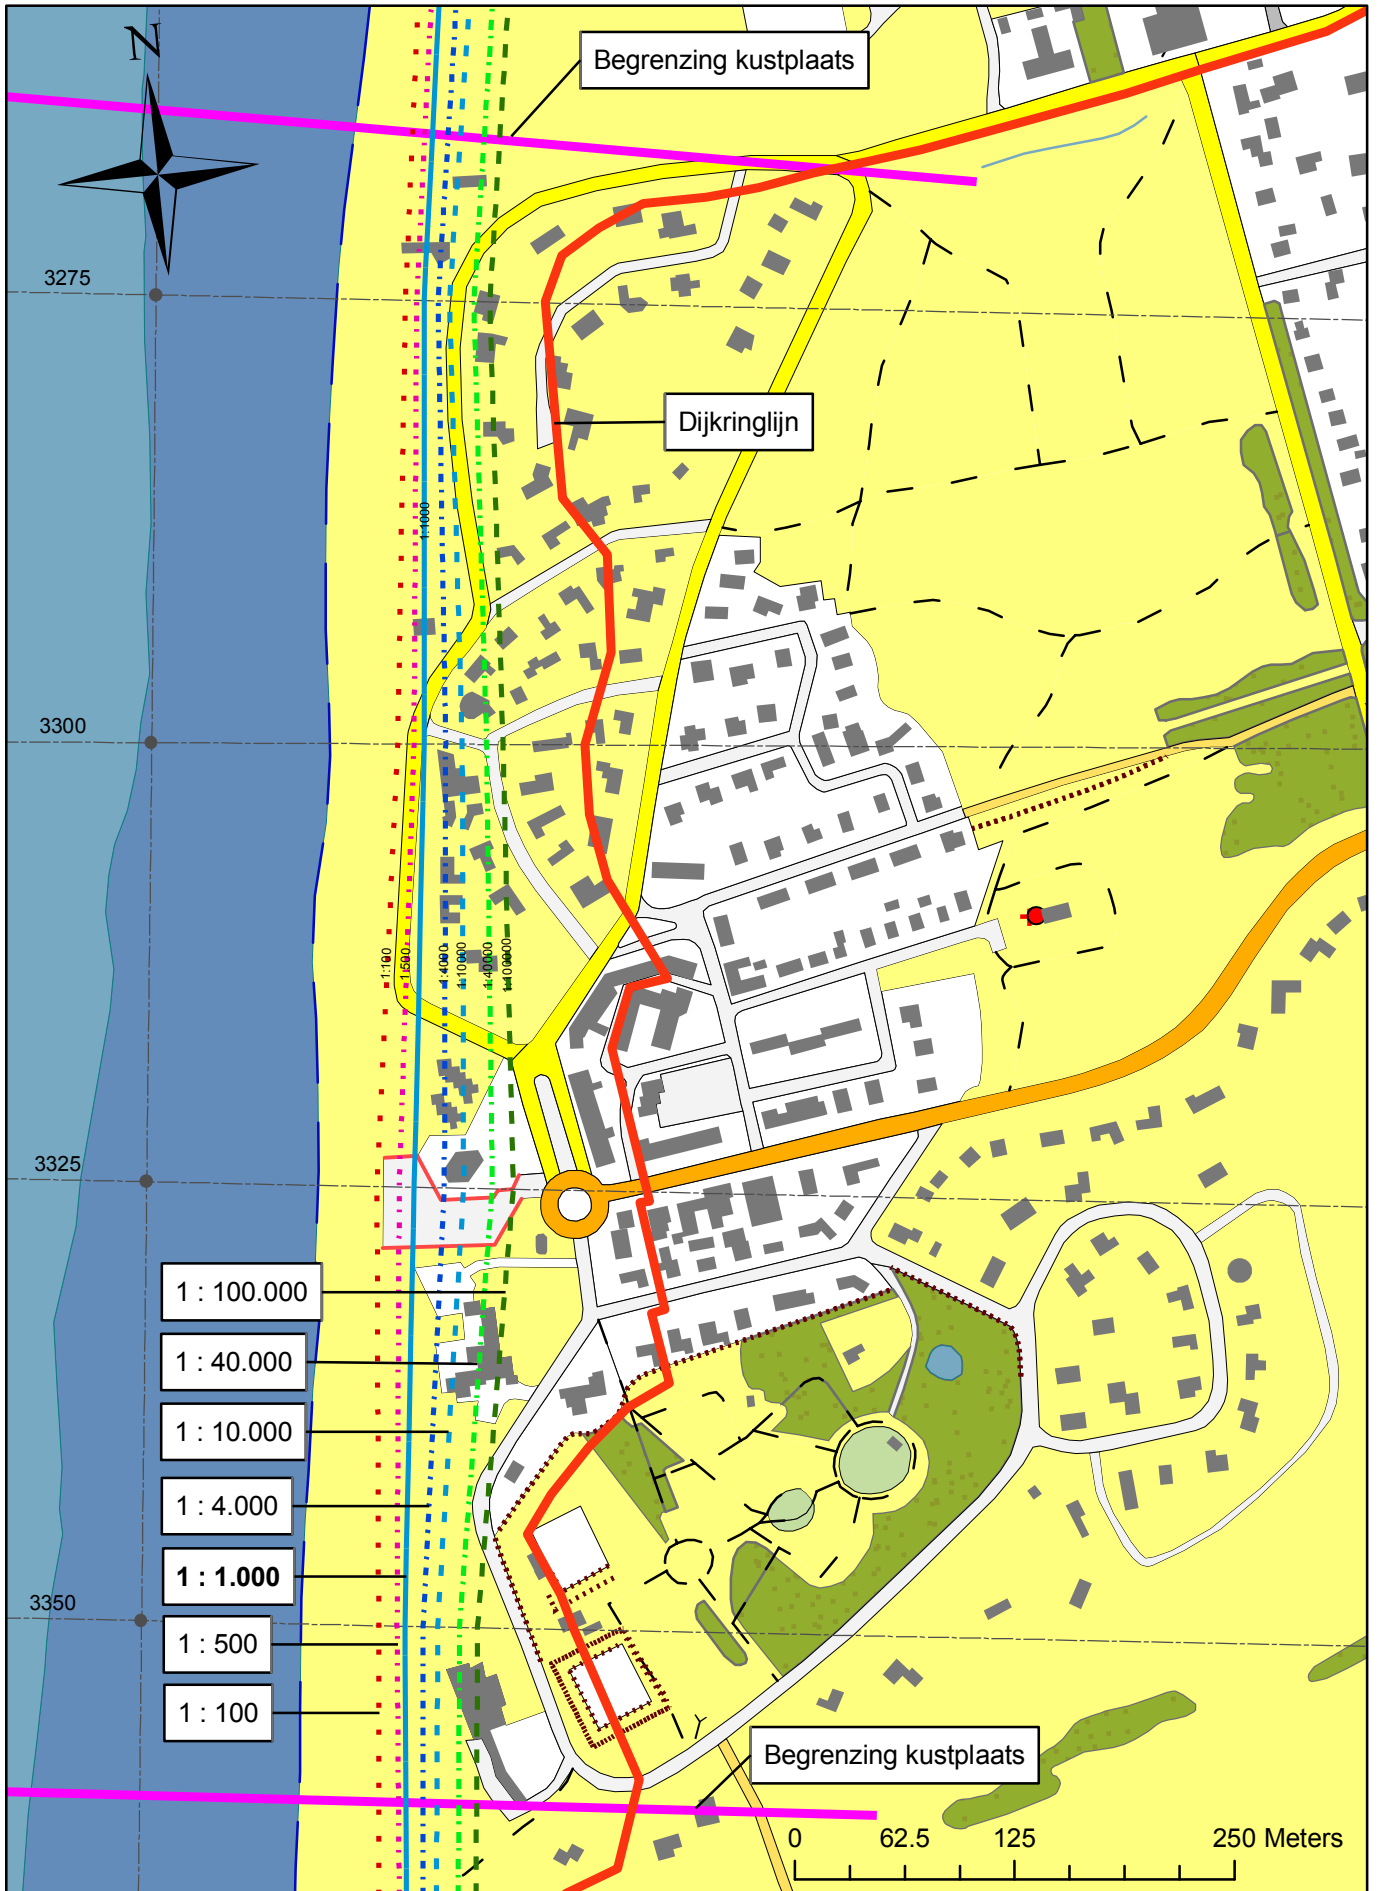 N
Begrenzing kustplaats
3275
Dijkringlijn
1:1000
3300
1:100
1:500
1:4000
1:10000
1:40000
1:100000
3325
1 : 100.000
1 : 40.000
1 : 10.000
1 : 4.000
1 : 1.000
3350
1 : 500
1 : 100
Begrenzing kustplaats
0 62.5 125 250 Meters